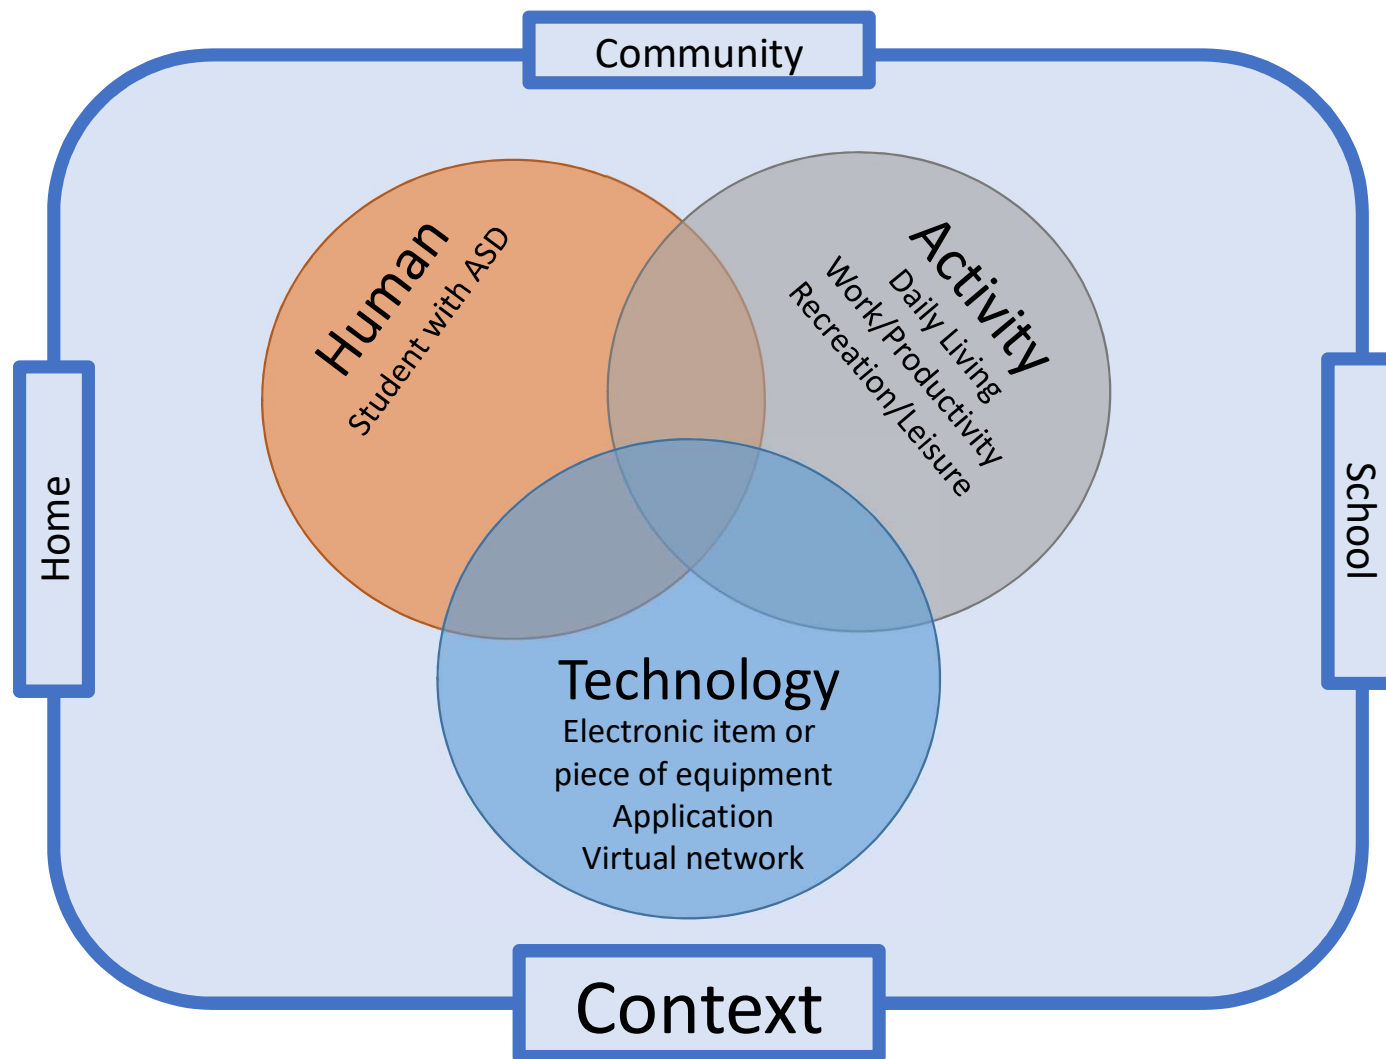 Community
Human
Student with ASD
Activity
Daily Living
Work/Productivity
Recreation/Leisure
Home
School
Technology
Electronic item or
piece of equipment
Application
Virtual network
Context